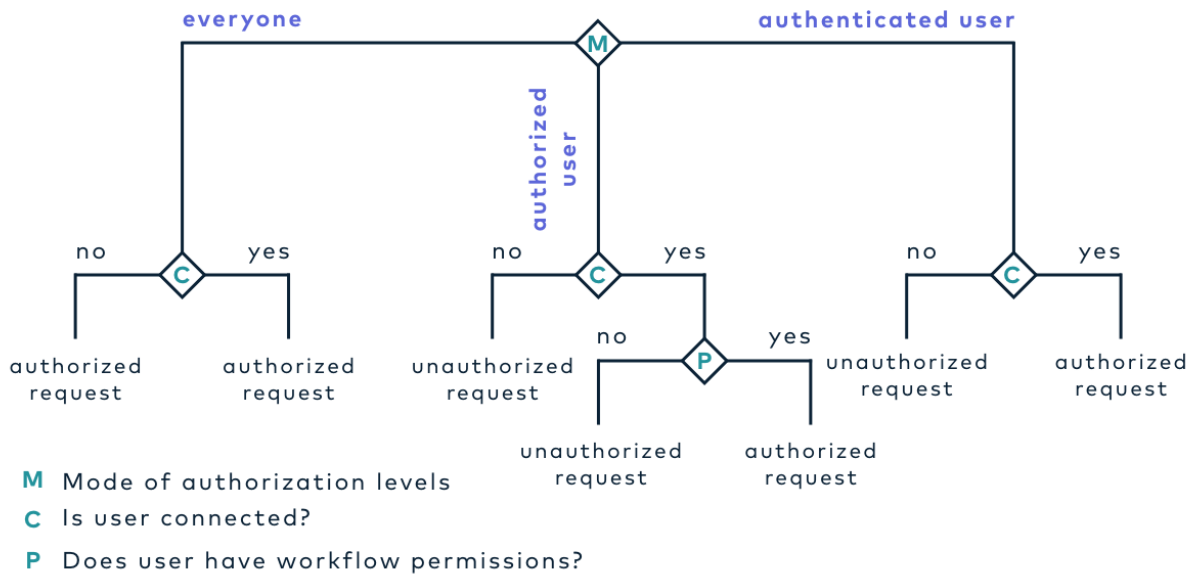 everyone
authenticated user
M
authorized
user
no
yes
no
yes
no
yes
C
C
C
no
yes
P
authorized
request
authorized
request
unauthorized
request
unauthorized
request
authorized
request
unauthorized
request
authorized
request
M Mode of authorization levels
C Is user connected?
P Does user have workflow permissions?